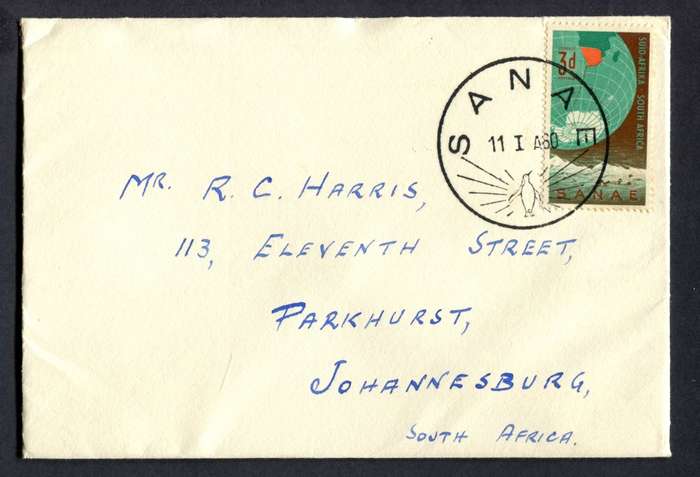 SANAE
11 I A60
3d
SUID-AFRIKA · SOUTH AFRICA
SANAE
MR. R. C. HARRIS,
113, ELEVENTH STREET,
PARKHURST,
JOHANNESBURG,
SOUTH AFRICA.